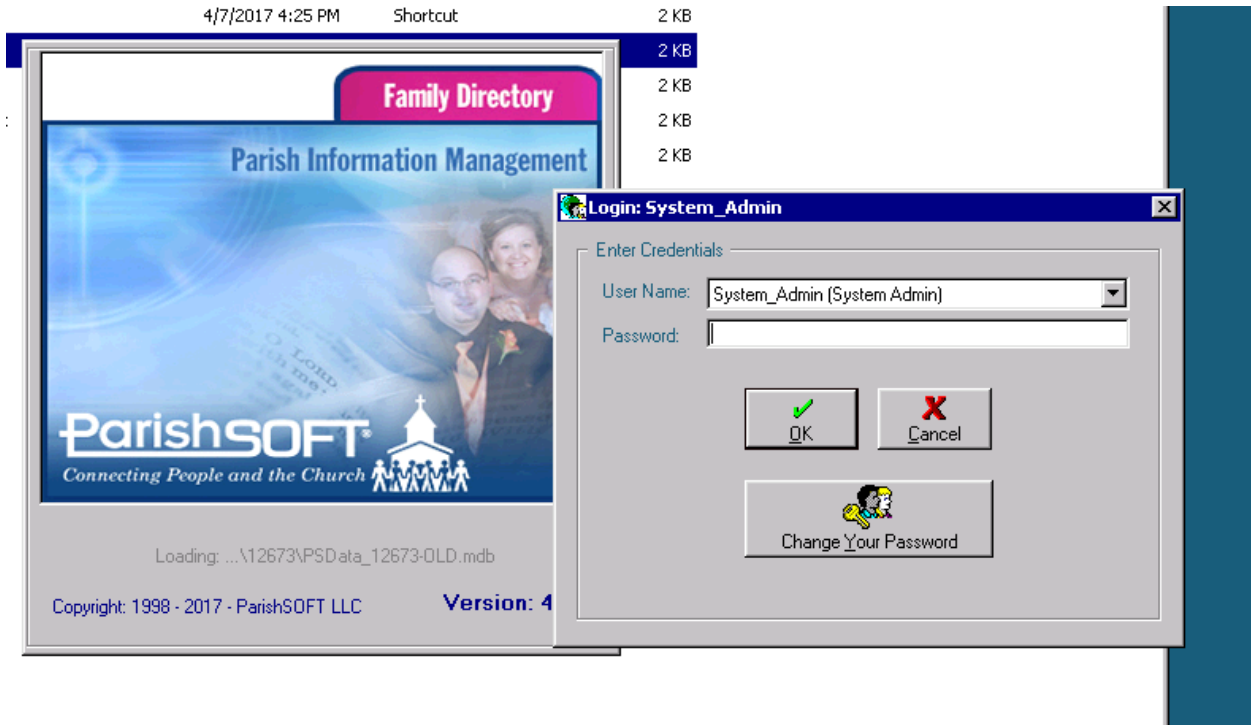 4/7/2017 4:25 PM Shortcut 2 KB
2 KB
2 KB
2 KB
2 KB
Family Directory
Parish Information Management
ParishSOFT
Connecting People and the Church
Loading: ...\12673\PSData_12673-OLD.mdb
Copyright: 1998 - 2017 - ParishSOFT LLC Version: 4
Login: System_Admin
Enter Credentials
User Name: System_Admin (System Admin)
Password:
OK Cancel
Change Your Password